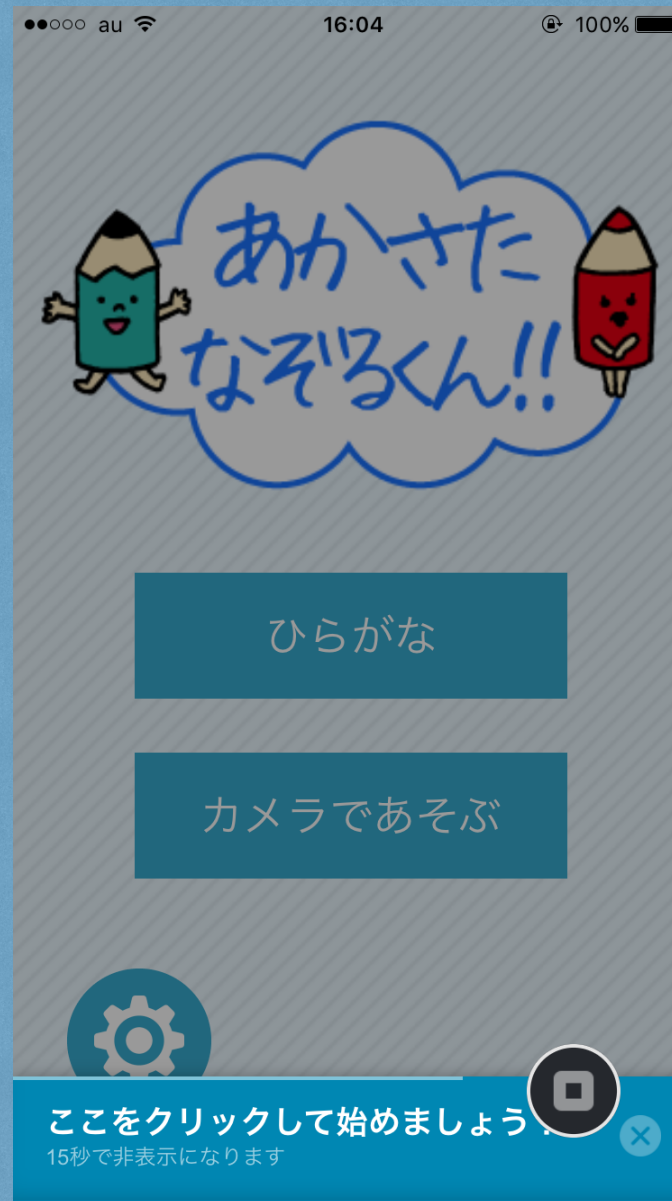 au 16:04 100%
あかさた
なぞるくん!!
ひらがな
カメラであそぶ
ここをクリックして始めましょう
15秒で非表示になります